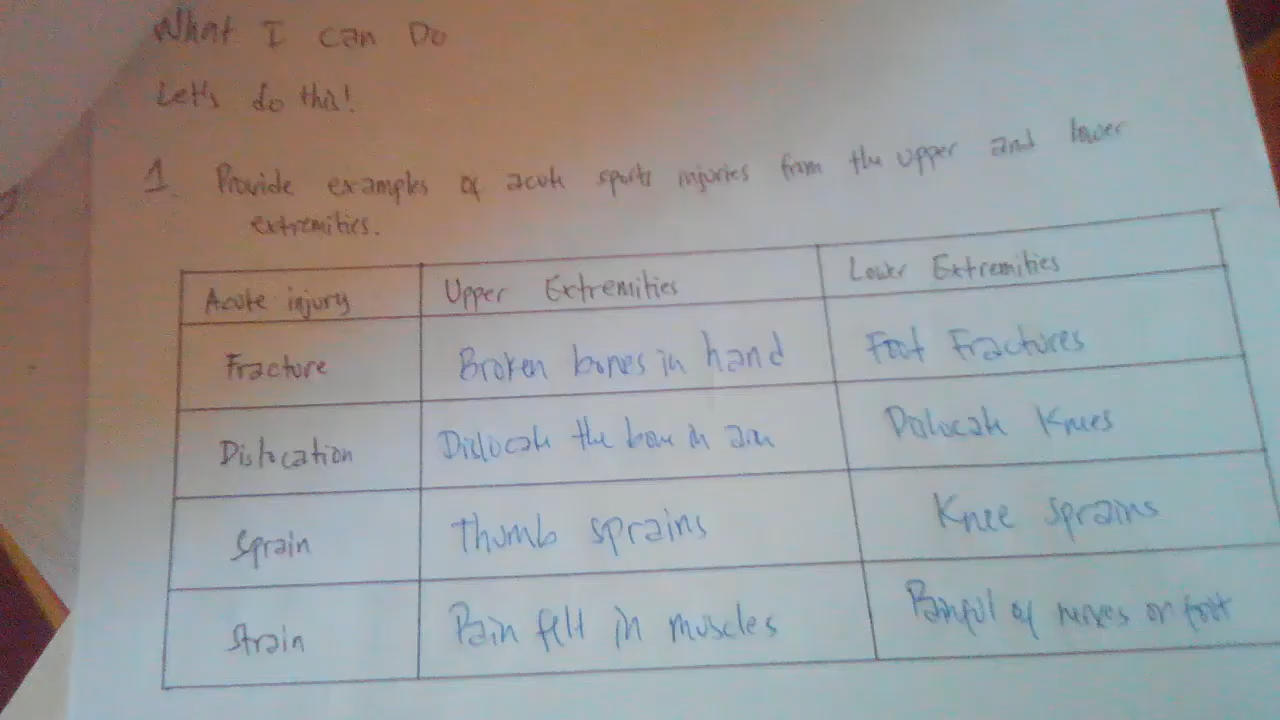 What I can Do
Let's do this!
1. Provide examples of acute sports injuries from the upper and lower
extremities.
Acute injury Upper Extremities Lower Extremities
Fracture Broken bones in hand Foot Fractures
Dislocation Dislocate the bone in arm Dislocate Knees
Sprain Thumb sprains Knee sprains
Strain Pain felt in muscles Painful of nerves on foot